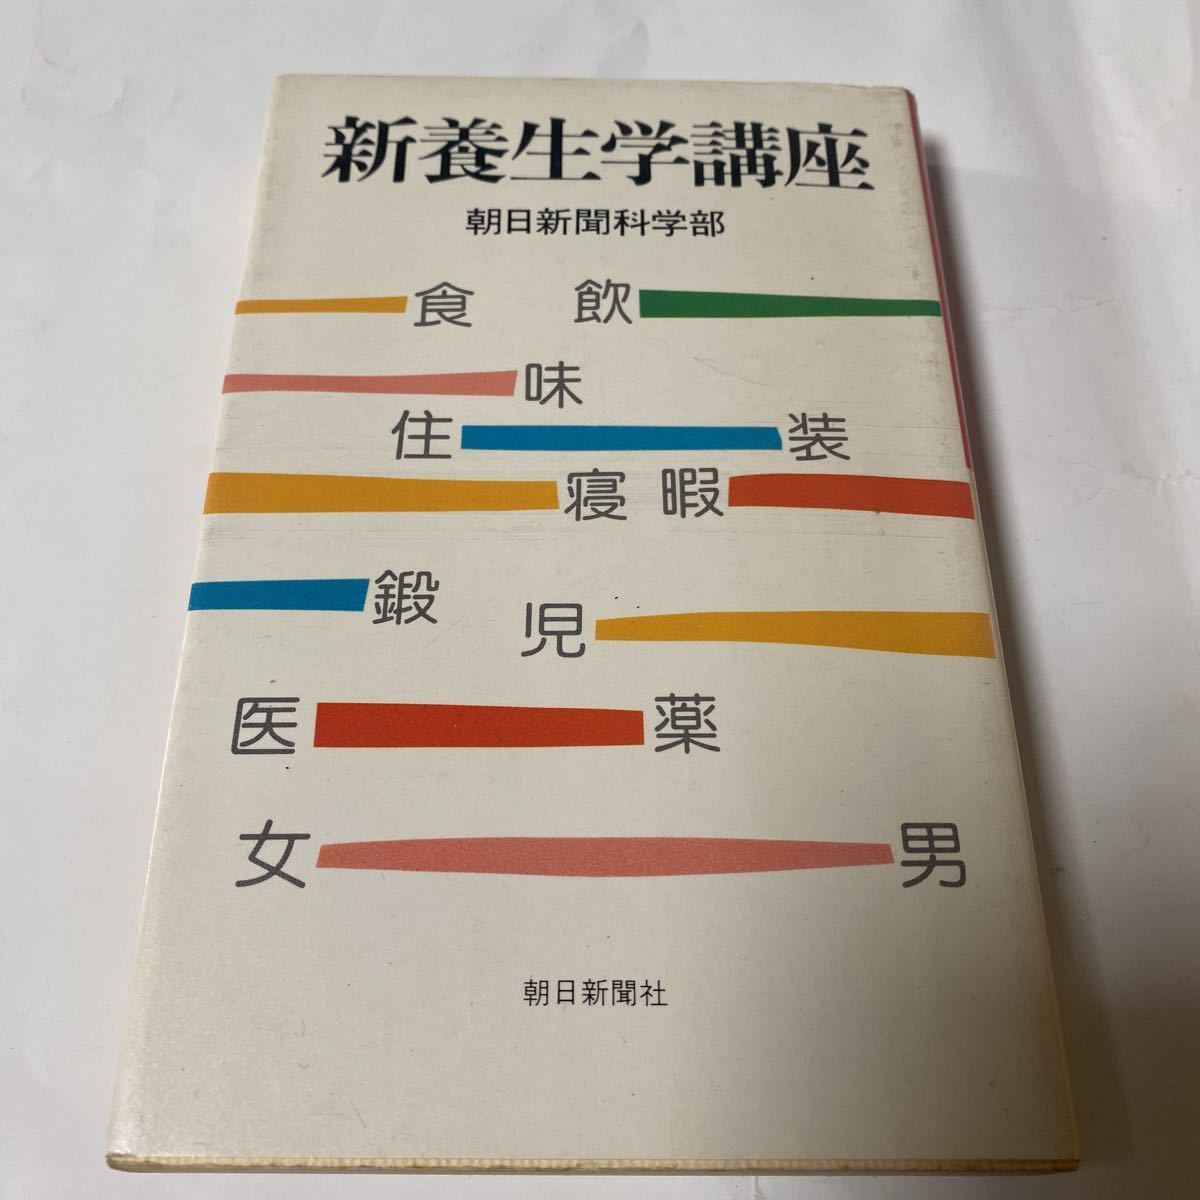 新養生学講座
朝日新聞科学部
食 飲
味
住 装
寝 暇
鍛
児
医 薬
女 男
朝日新聞社